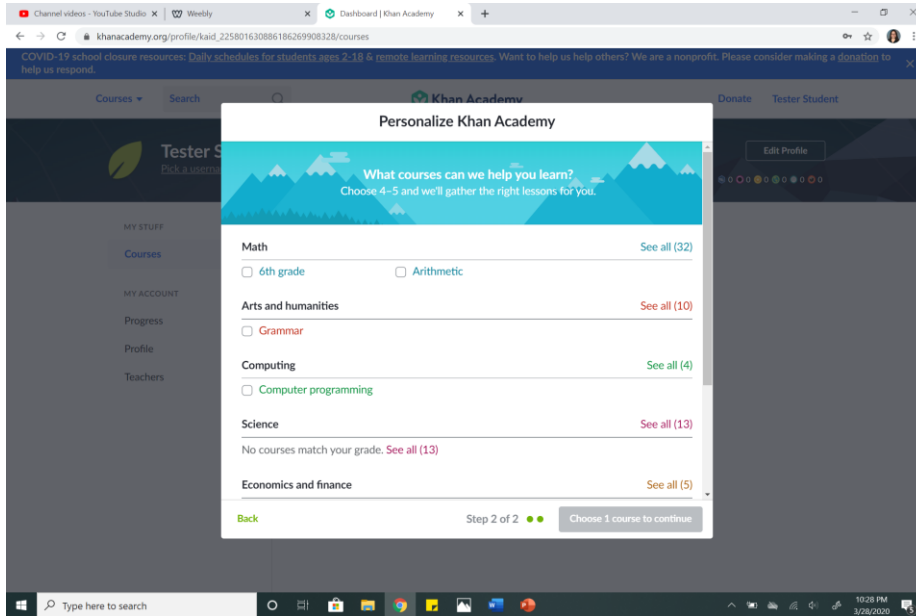 Channel videos - YouTube Studio
Weebly
Dashboard | Khan Academy
khanacademy.org/profile/kaid_225801630886186269908328/courses
COVID-19 school closure resources: Daily schedules for students ages 2-18 & remote learning resources. Want to help us help others? We are a nonprofit. Please consider making a donation to
help us respond.
Courses
Search
Khan Academy
Donate
Tester Student
Personalize Khan Academy
Tester S
Pick a userna
Edit Profile
0 0 0 0 0 0
What courses can we help you learn?
Choose 4–5 and we'll gather the right lessons for you.
MY STUFF
Courses
MY ACCOUNT
Progress
Profile
Teachers
Math
See all (32)
6th grade
Arithmetic
Arts and humanities
See all (10)
Grammar
Computing
See all (4)
Computer programming
Science
See all (13)
No courses match your grade. See all (13)
Economics and finance
See all (5)
Back
Step 2 of 2
Choose 1 course to continue
Type here to search
10:28 PM
3/28/2020